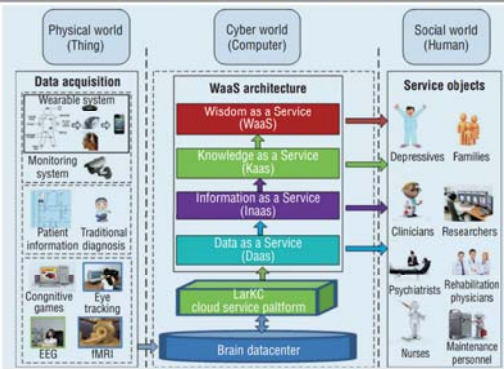 Physical world
(Thing)
Cyber world
(Computer)
Social world
(Human)
Data acquisition
Wearable system
Monitoring
system
Patient
information
Traditional
diagnosis
Congnitive
games
Eye
tracking
EEG
fMRI
WaaS architecture
Wisdom as a Service
(WaaS)
Knowledge as a Service
(Kaas)
Information as a Service
(Inaas)
Data as a Service
(Daas)
LarKC
cloud service paltform
Brain datacenter
Service objects
Depressives
Families
Clinicians
Researchers
Psychiatrists
Rehabilitation
physicians
Nurses
Maintenance
personnel